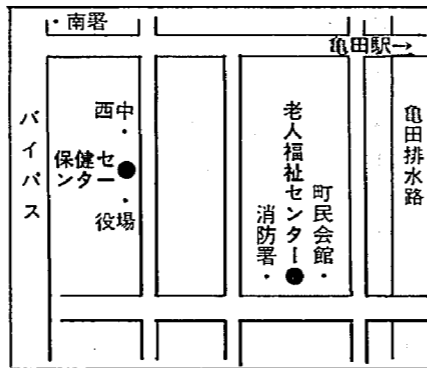 ・南署
亀田駅→
バイパス
西中・
保健セ
ンター
・役場
老人福祉センター
消防署・
町民会館・
亀田排水路